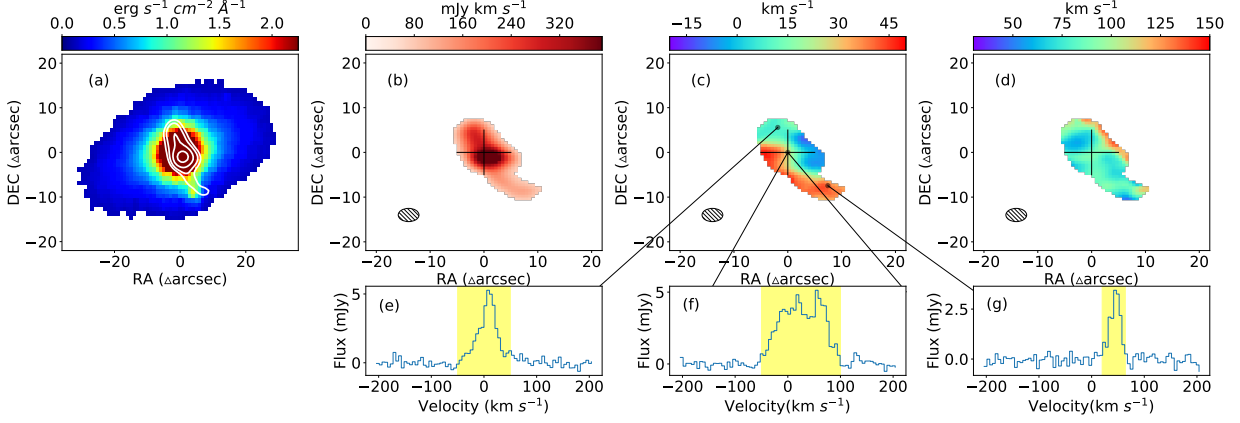 erg s⁻¹ cm⁻² Å⁻¹
mJy km s⁻¹
km s⁻¹
km s⁻¹
0.0 0.5 1.0 1.5 2.0
0 80 160 240 320
−15 0 15 30 45
50 75 100 125 150
(a)
(b)
(c)
(d)
20
10
0
−10
−20
DEC (△arcsec)
20
10
0
−10
−20
DEC (△arcsec)
20
10
0
−10
−20
DEC (△arcsec)
20
10
0
−10
−20
DEC (△arcsec)
−20 0 20
−20 −10 0 10 20
−20 −10 0 10 20
−20 −10 0 10 20
RA (△arcsec)
RA (△arcsec)
RA (△arcsec)
RA (△arcsec)
(e)
(f)
(g)
5
0
Flux (mJy)
5
0
Flux (mJy)
2.5
0.0
Flux (mJy)
−200 −100 0 100 200
−200 −100 0 100 200
−200 −100 0 100 200
Velocity (km s⁻¹)
Velocity(km s⁻¹)
Velocity(km s⁻¹)